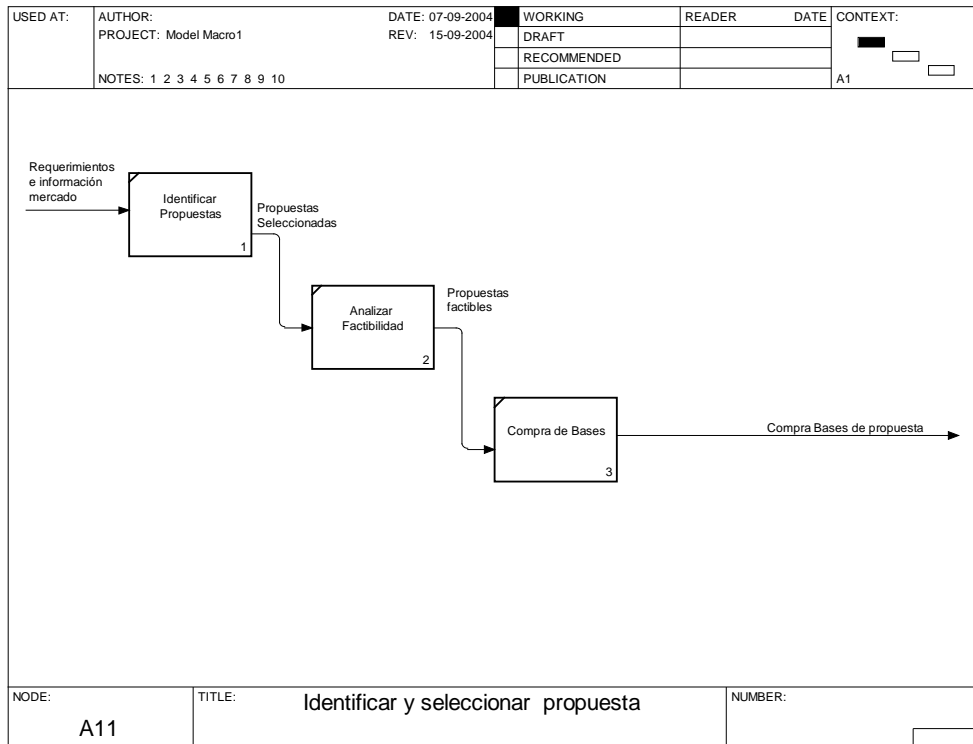 USED AT:
AUTHOR:
DATE: 07-09-2004
WORKING
READER
DATE
CONTEXT:
PROJECT: Model Macro1
REV: 15-09-2004
DRAFT
RECOMMENDED
NOTES: 1 2 3 4 5 6 7 8 9 10
PUBLICATION
A1
Requerimientos
e información
mercado
Identificar
Propuestas
1
Propuestas
Seleccionadas
Analizar
Factibilidad
2
Propuestas
factibles
Compra de Bases
3
Compra Bases de propuesta
NODE:
A11
TITLE:
Identificar y seleccionar propuesta
NUMBER: